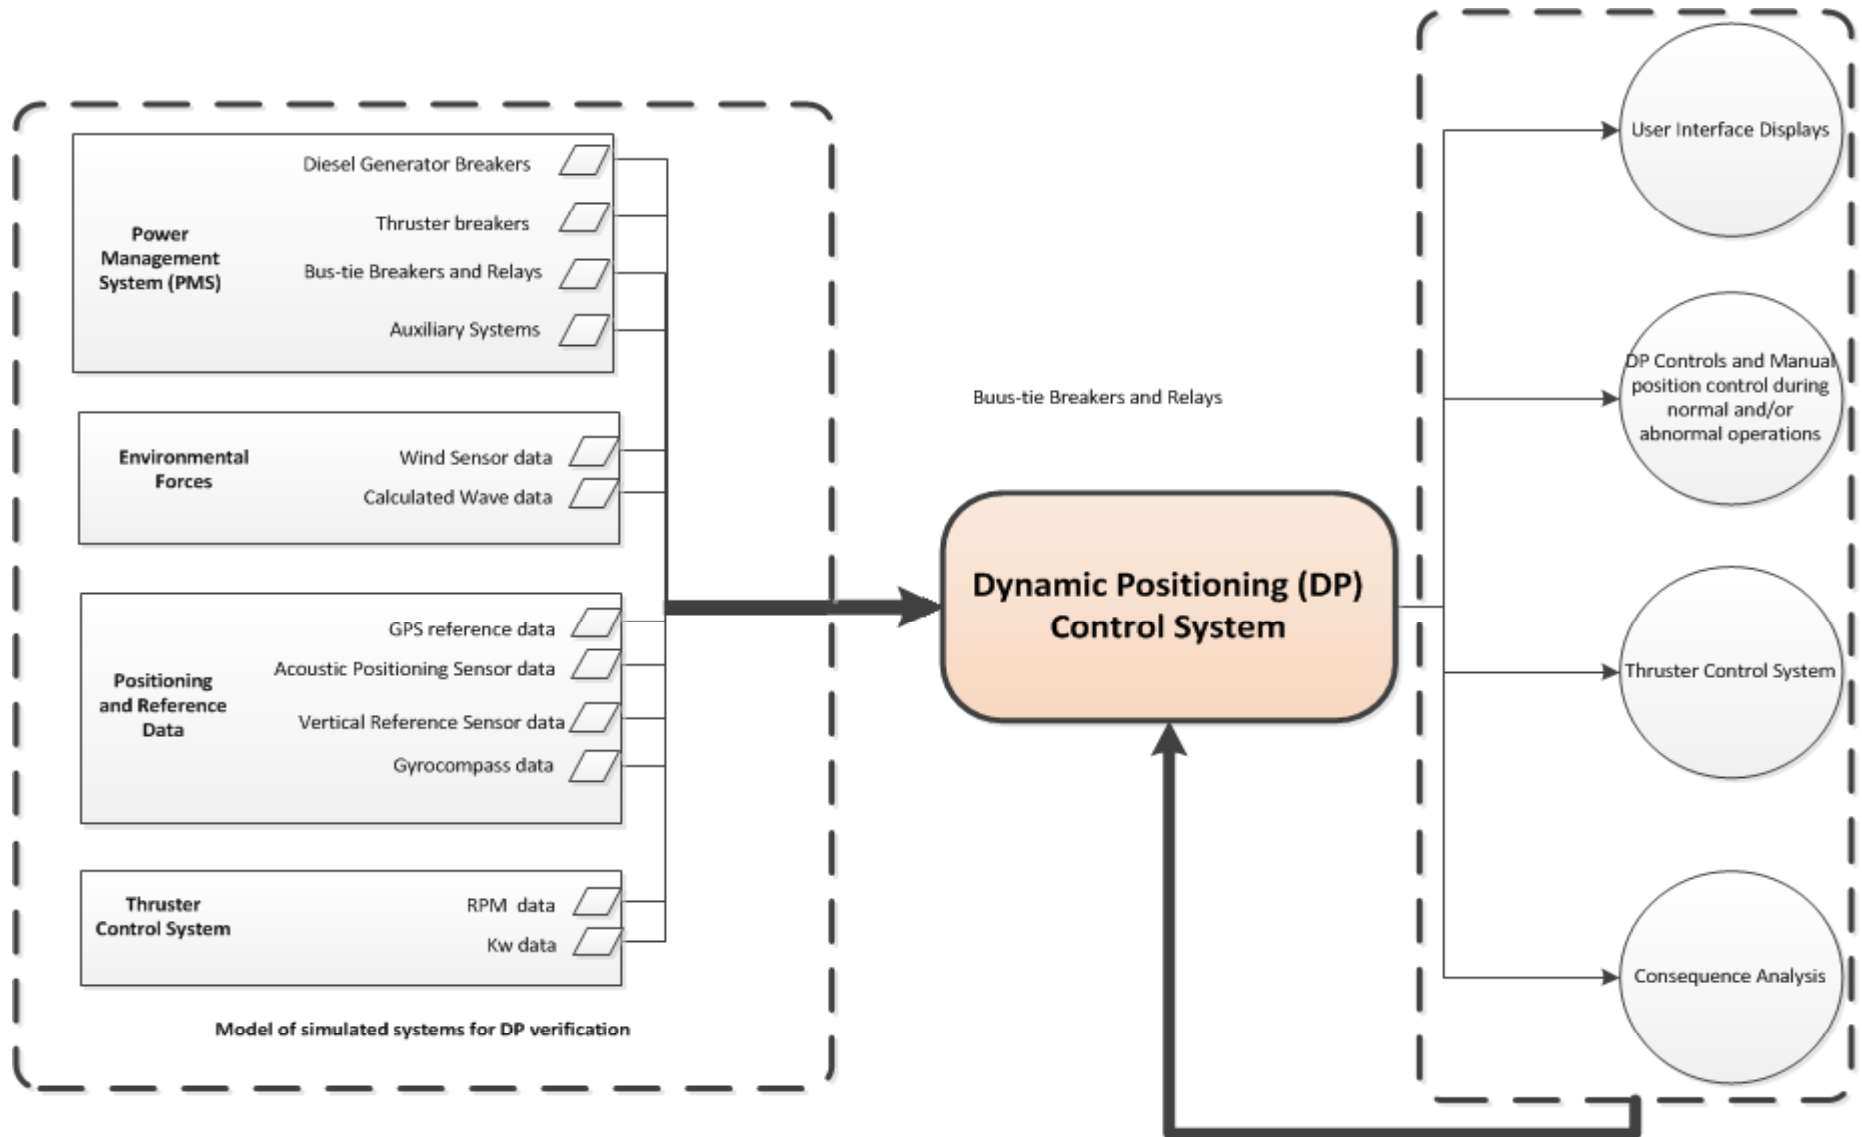 Power
Management
System (PMS)
Diesel Generator Breakers
Thruster breakers
Bus-tie Breakers and Relays
Auxiliary Systems
Environmental
Forces
Wind Sensor data
Calculated Wave data
Positioning
and Reference
Data
GPS reference data
Acoustic Positioning Sensor data
Vertical Reference Sensor data
Gyrocompass data
Thruster
Control System
RPM data
Kw data
Model of simulated systems for DP verification
Buus-tie Breakers and Relays
Dynamic Positioning (DP)
Control System
User Interface Displays
DP Controls and Manual
position control during
normal and/or
abnormal operations
Thruster Control System
Consequence Analysis